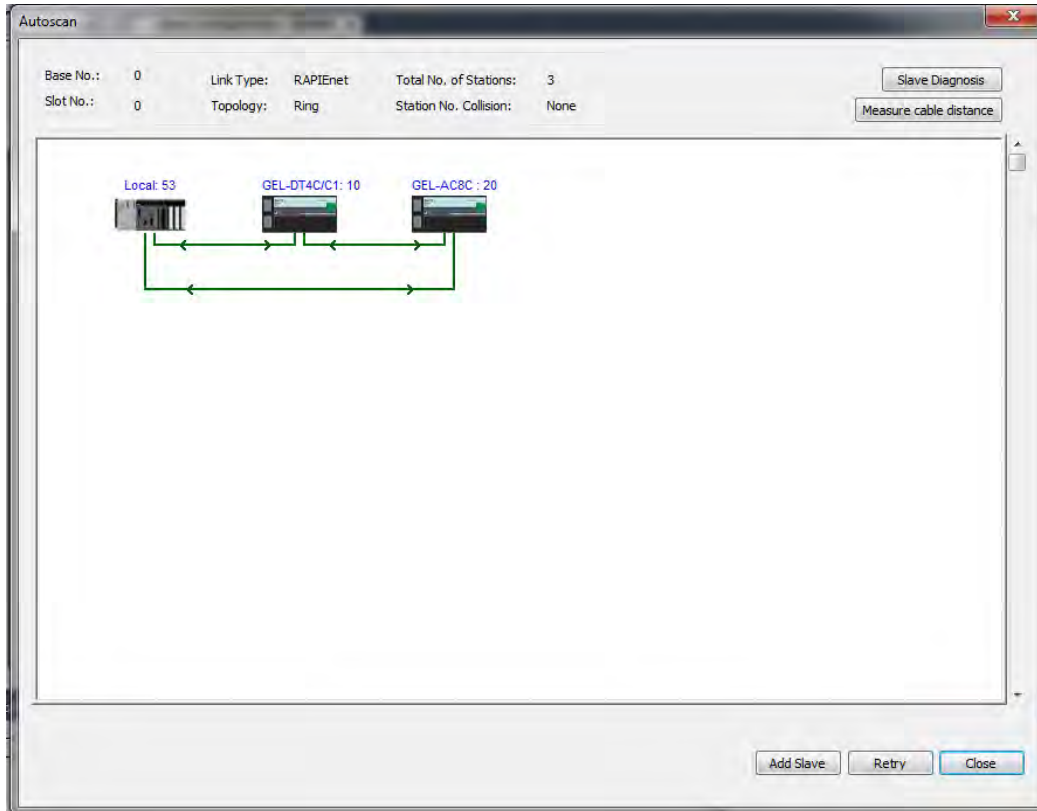 Autoscan
Base No.: 0 Link Type: RAPIEnet Total No. of Stations: 3 Slave Diagnosis
Slot No.: 0 Topology: Ring Station No. Collision: None Measure cable distance
Local: 53 GEL-DT4C/C1: 10 GEL-AC8C : 20
Add Slave Retry Close